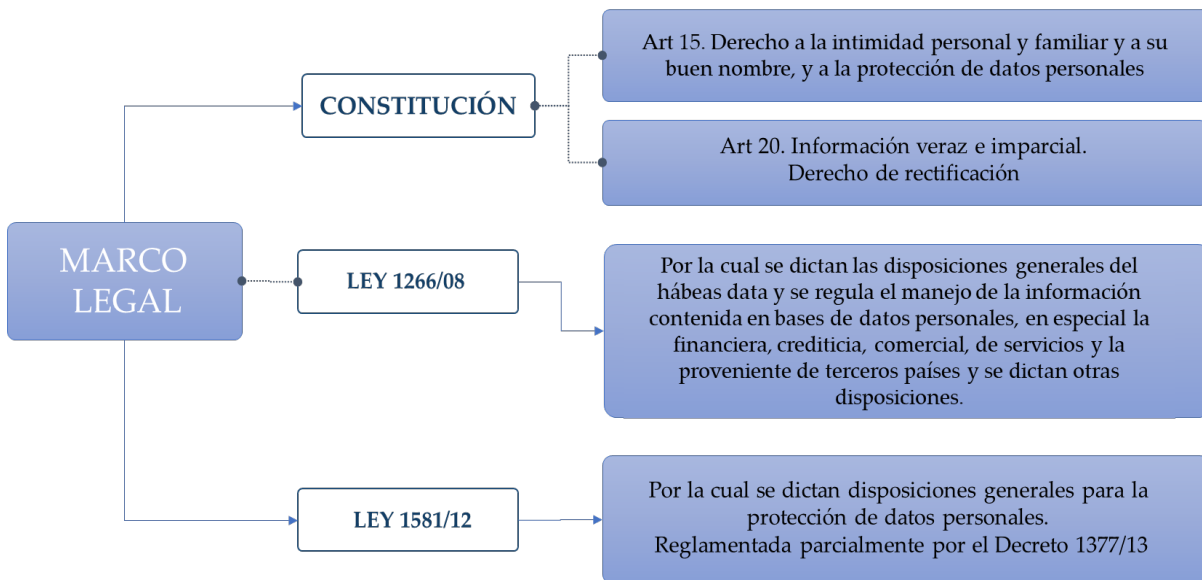 MARCO
LEGAL
CONSTITUCIÓN
Art 15. Derecho a la intimidad personal y familiar y a su
buen nombre, y a la protección de datos personales
Art 20. Información veraz e imparcial.
Derecho de rectificación
LEY 1266/08
Por la cual se dictan las disposiciones generales del
hábeas data y se regula el manejo de la información
contenida en bases de datos personales, en especial la
financiera, crediticia, comercial, de servicios y la
proveniente de terceros países y se dictan otras
disposiciones.
LEY 1581/12
Por la cual se dictan disposiciones generales para la
protección de datos personales.
Reglamentada parcialmente por el Decreto 1377/13